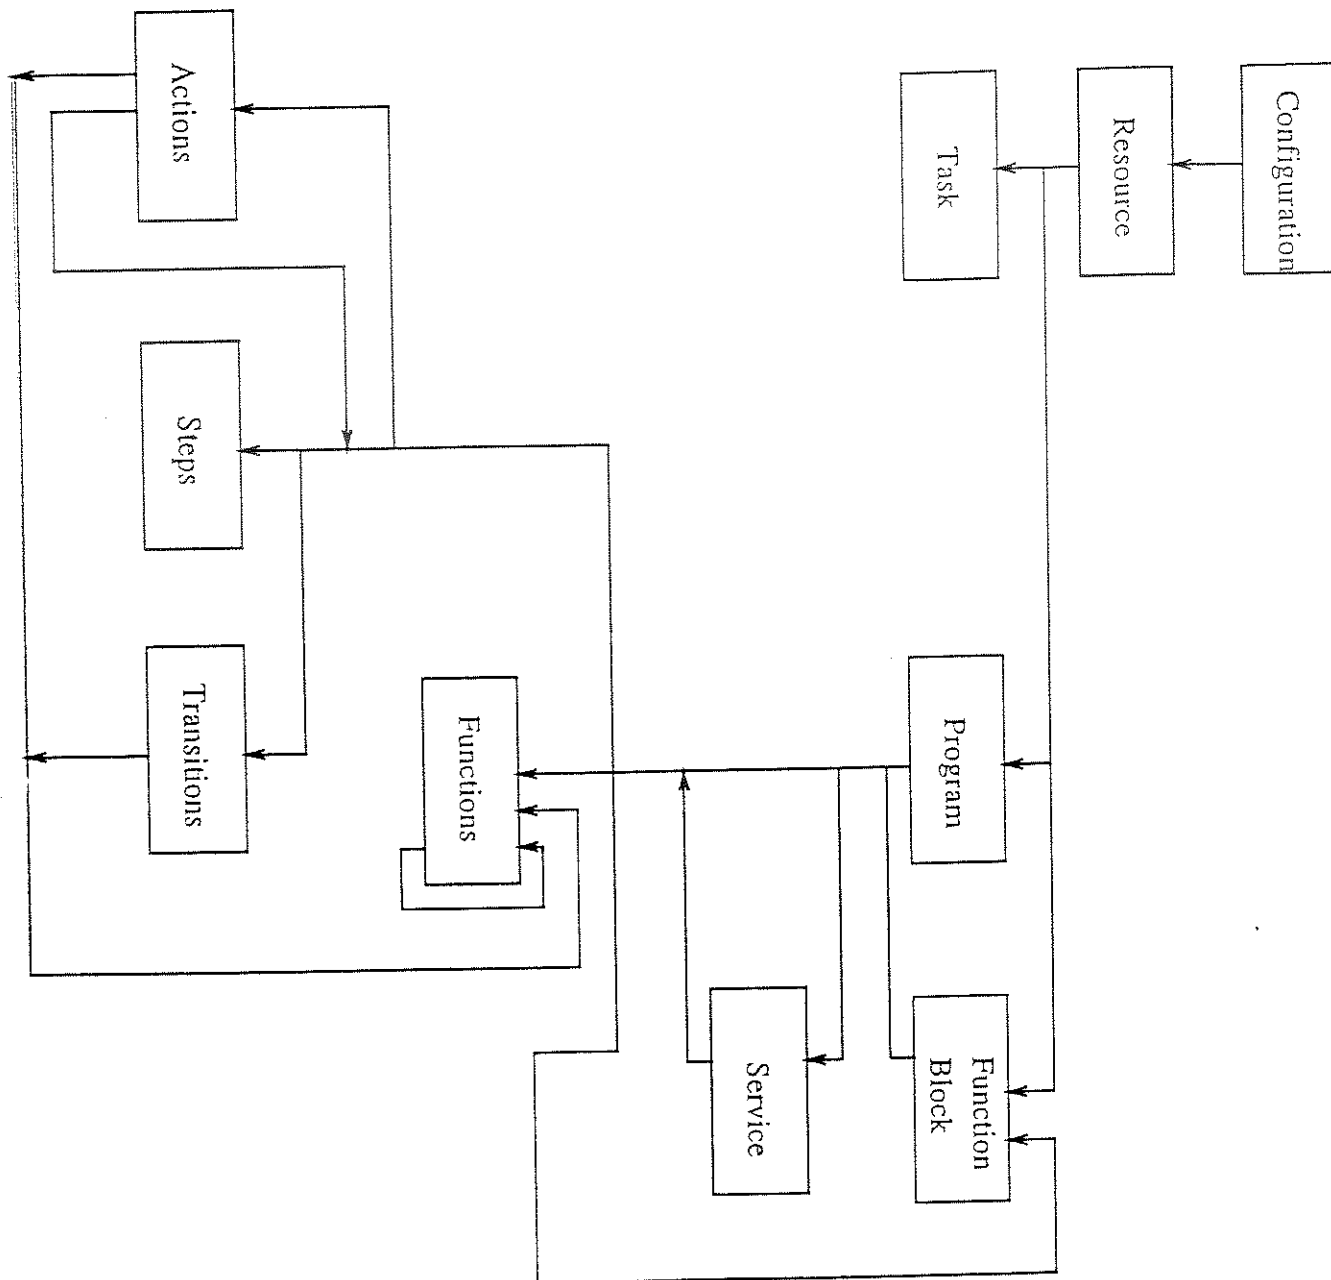 Configuration
Resource
Task
Program
Function
Block
Service
Functions
Actions
Steps
Transitions